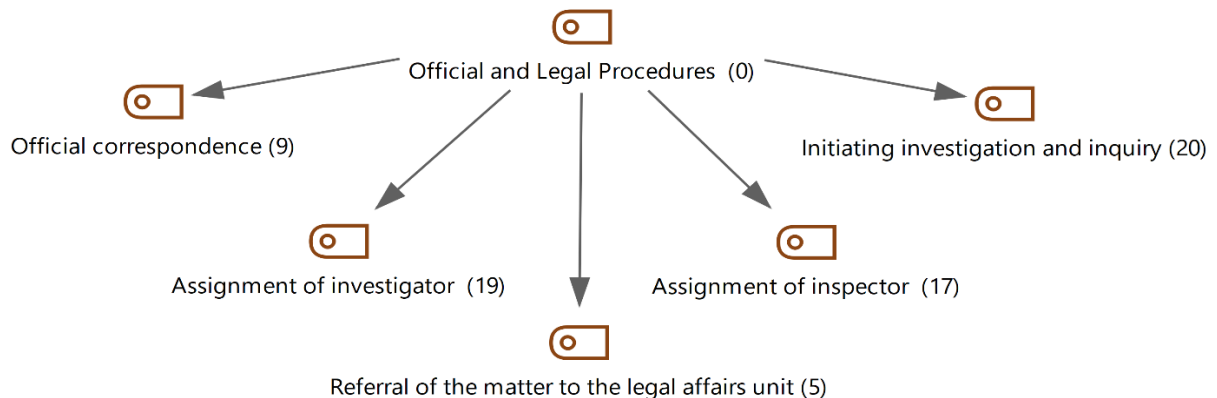 Official and Legal Procedures (0)
Official correspondence (9)
Initiating investigation and inquiry (20)
Assignment of investigator (19)
Assignment of inspector (17)
Referral of the matter to the legal affairs unit (5)